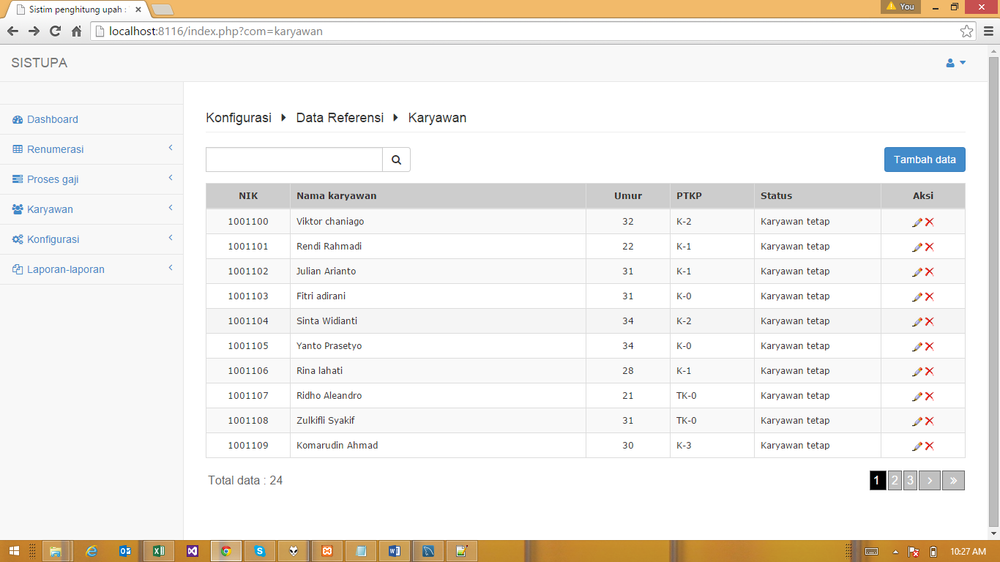 Sistim penghitung upah :
You
localhost:8116/index.php?com=karyawan
SISTUPA
Dashboard
Renumerasi
Proses gaji
Karyawan
Konfigurasi
Laporan-laporan
Konfigurasi Data Referensi Karyawan
Tambah data
NIK Nama karyawan Umur PTKP Status Aksi
1001100 Viktor chaniago 32 K-2 Karyawan tetap
1001101 Rendi Rahmadi 22 K-1 Karyawan tetap
1001102 Julian Arianto 31 K-1 Karyawan tetap
1001103 Fitri adirani 31 K-0 Karyawan tetap
1001104 Sinta Widianti 34 K-2 Karyawan tetap
1001105 Yanto Prasetyo 34 K-0 Karyawan tetap
1001106 Rina lahati 28 K-1 Karyawan tetap
1001107 Ridho Aleandro 21 TK-0 Karyawan tetap
1001108 Zulkifli Syakif 31 TK-0 Karyawan tetap
1001109 Komarudin Ahmad 30 K-3 Karyawan tetap
Total data : 24
1 2 3 › »
10:27 AM